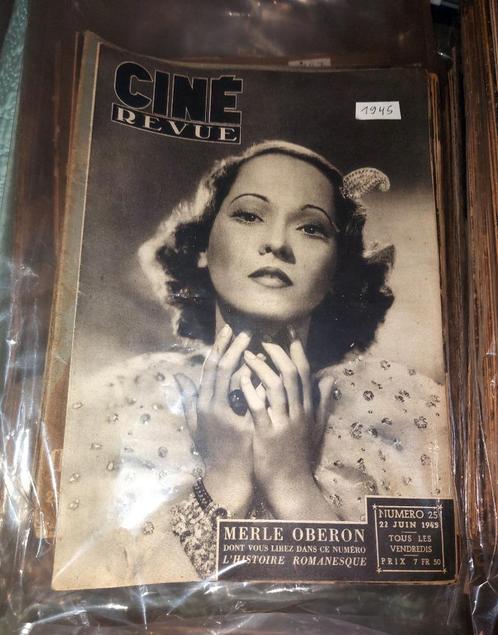 CINÉ
REVUE
1945
MERLE OBERON
DONT VOUS LIREZ DANS CE NUMÉRO
L'HISTOIRE ROMANESQUE
NUMERO 25
22 JUIN 1945
TOUS LES
VENDREDIS
PRIX 7 FR 50